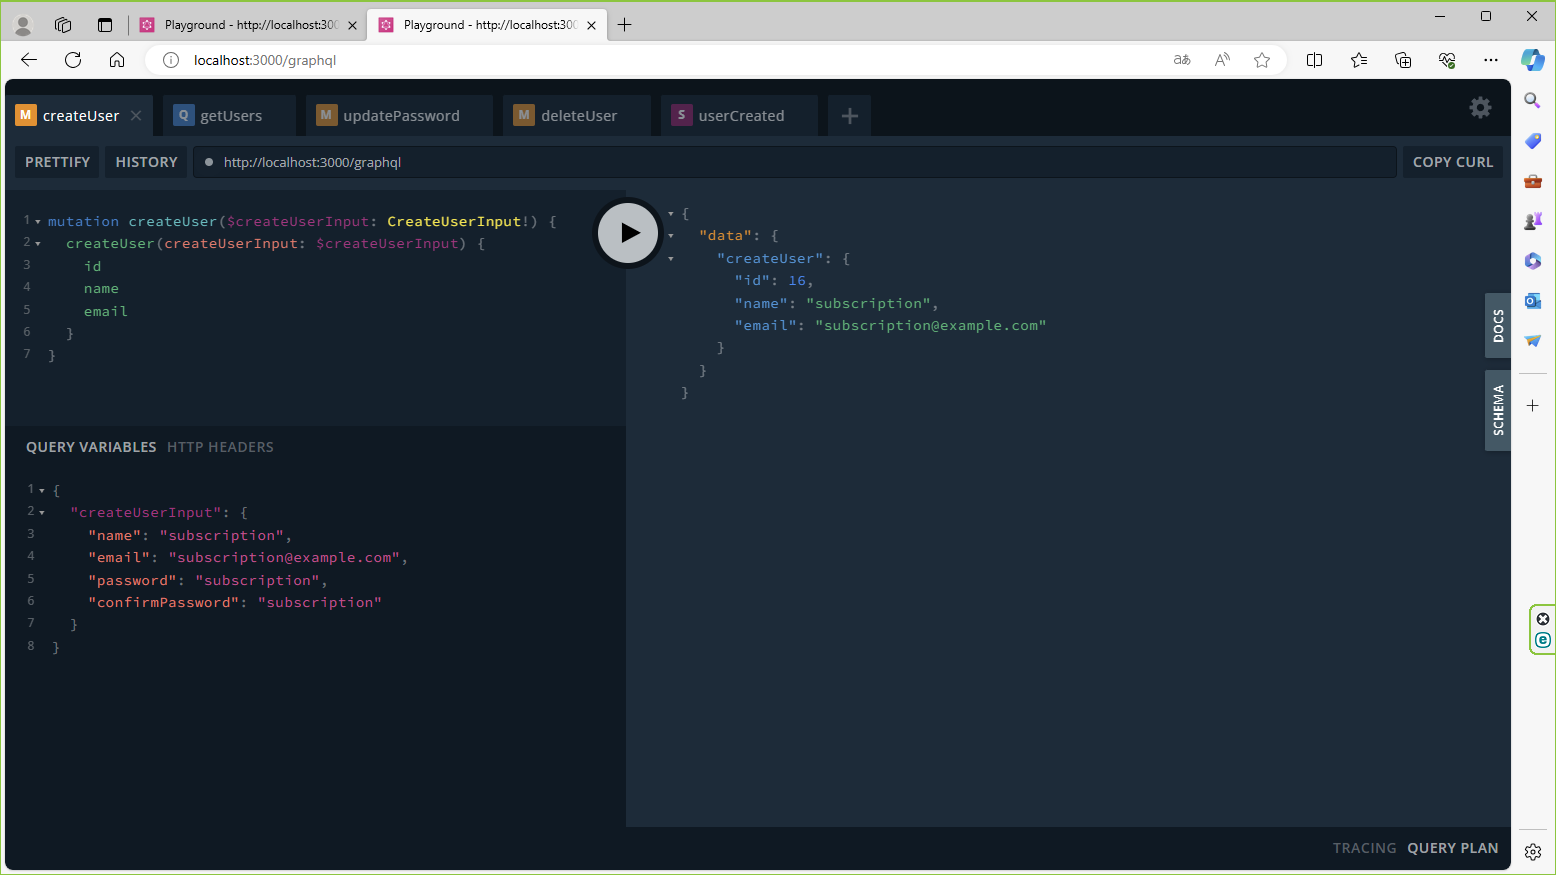 Playground - http://localhost:300
Playground - http://localhost:300
localhost:3000/graphql
aあ
M createUser
Q getUsers
M updatePassword
M deleteUser
S userCreated
PRETTIFY
HISTORY
http://localhost:3000/graphql
COPY CURL
1 mutation createUser($createUserInput: CreateUserInput!) {
2 createUser(createUserInput: $createUserInput) {
3 id
4 name
5 email
6 }
7 }
{
"data": {
"createUser": {
"id": 16,
"name": "subscription",
"email": "subscription@example.com"
}
}
}
DOCS
SCHEMA
QUERY VARIABLES HTTP HEADERS
1 {
2 "createUserInput": {
3 "name": "subscription",
4 "email": "subscription@example.com",
5 "password": "subscription",
6 "confirmPassword": "subscription"
7 }
8 }
TRACING QUERY PLAN